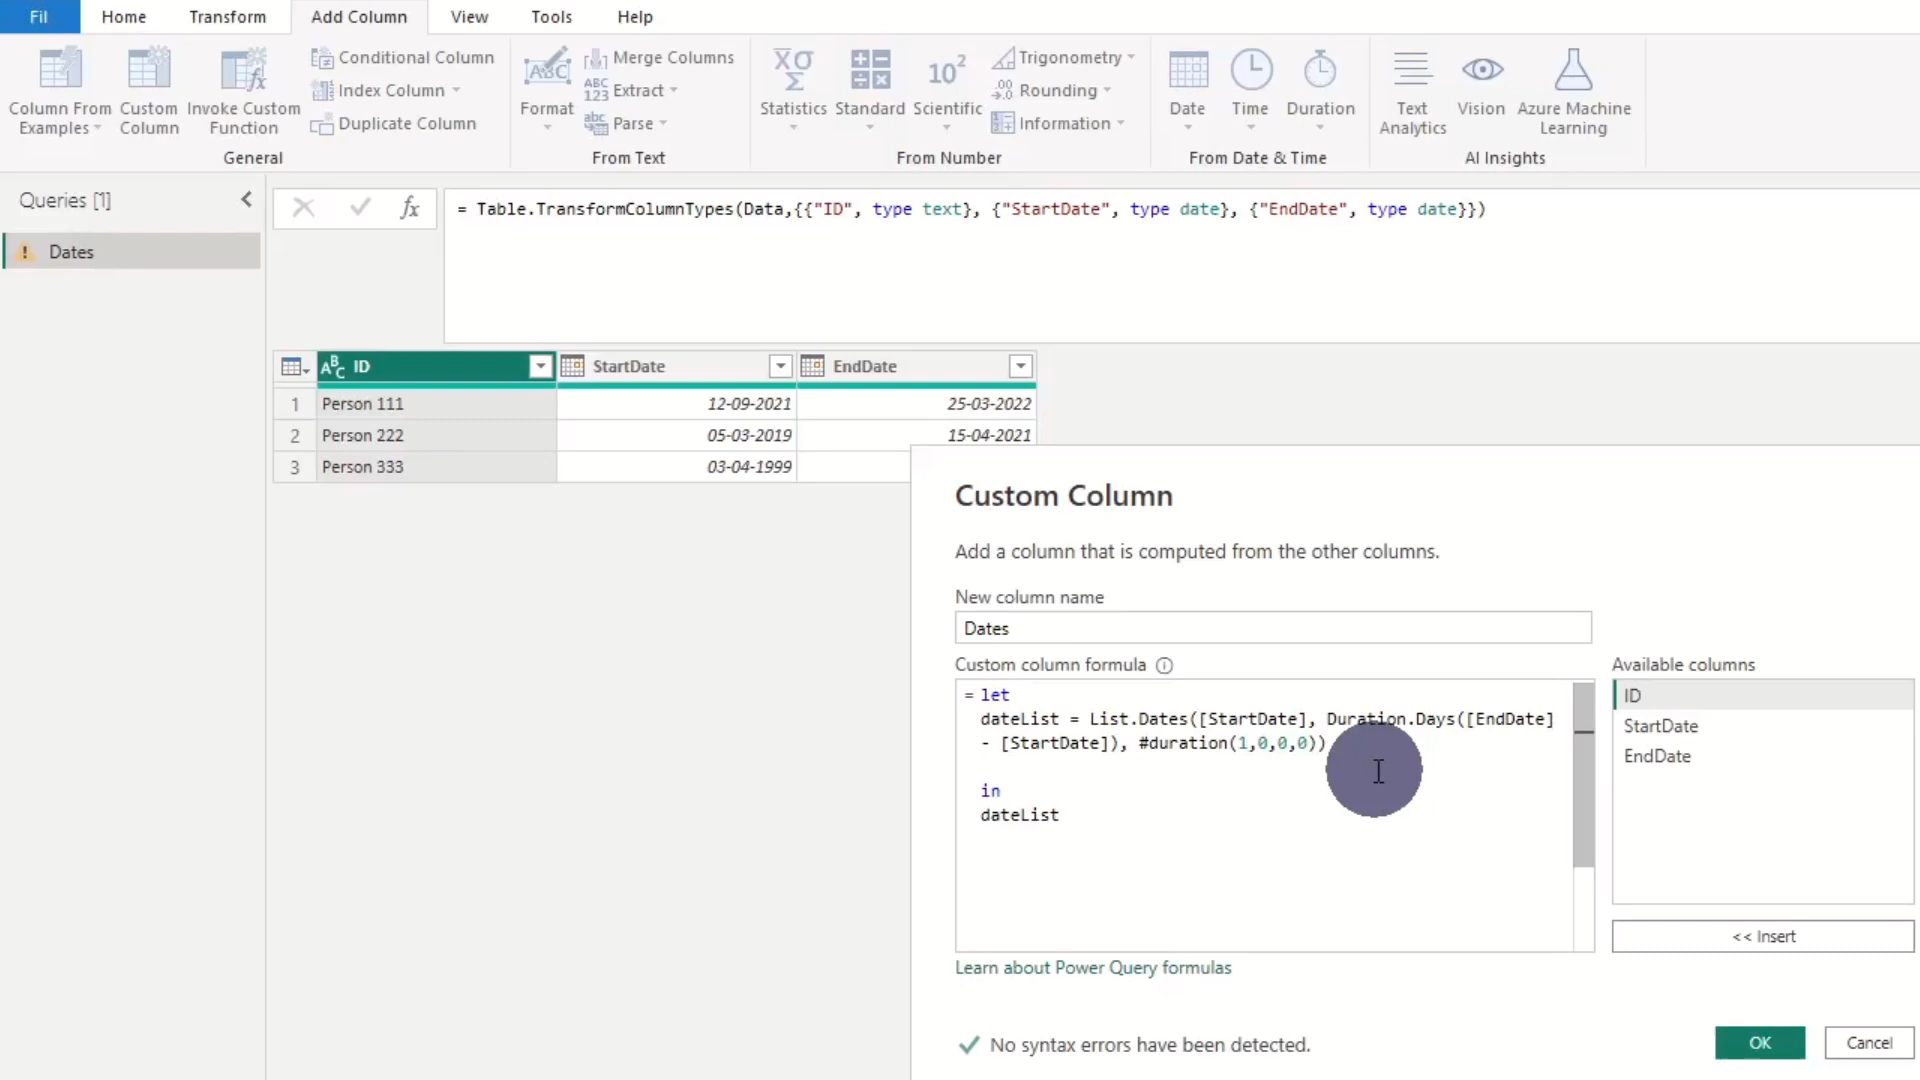 Fil Home Transform Add Column View Tools Help
Column From Examples
Custom Column
Invoke Custom Function
Conditional Column
Index Column
Duplicate Column
General
Format
Merge Columns
Extract
Parse
From Text
Statistics
Standard
Scientific
Trigonometry
Rounding
Information
From Number
Date
Time
Duration
From Date & Time
Text Analytics
Vision
Azure Machine Learning
AI Insights
Queries [1]
Dates
fx
= Table.TransformColumnTypes(Data,{{"ID", type text}, {"StartDate", type date}, {"EndDate", type date}})
ABC ID StartDate EndDate
1 Person 111 12-09-2021 25-03-2022
2 Person 222 05-03-2019 15-04-2021
3 Person 333 03-04-1999
Custom Column
Add a column that is computed from the other columns.
New column name
Dates
Custom column formula
Available columns
= let
dateList = List.Dates([StartDate], Duration.Days([EndDate]
- [StartDate]), #duration(1,0,0,0))
in
dateList
ID
StartDate
EndDate
<< Insert
Learn about Power Query formulas
No syntax errors have been detected.
OK
Cancel